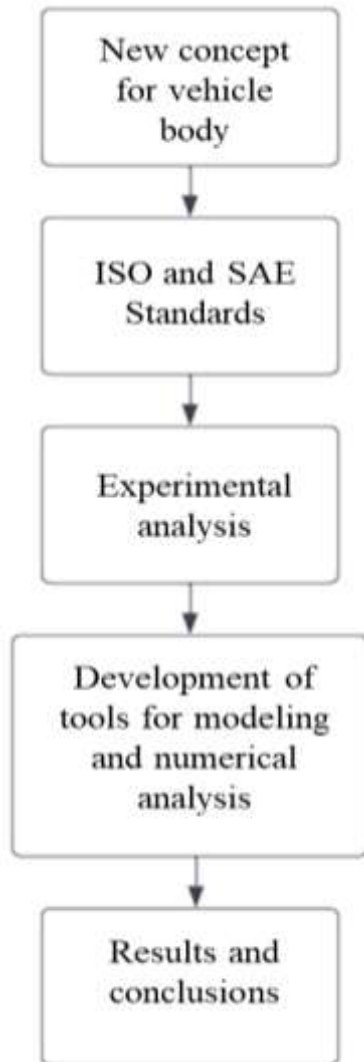 New concept
for vehicle
body
ISO and SAE
Standards
Experimental
analysis
Development of
tools for modeling
and numerical
analysis
Results and
conclusions